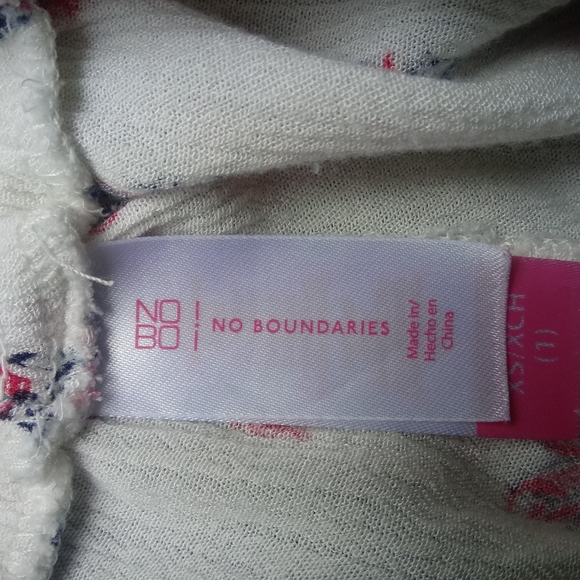 NO
BO
NO BOUNDARIES
Made in/
Hecho en
China
XS/XCH
(1)